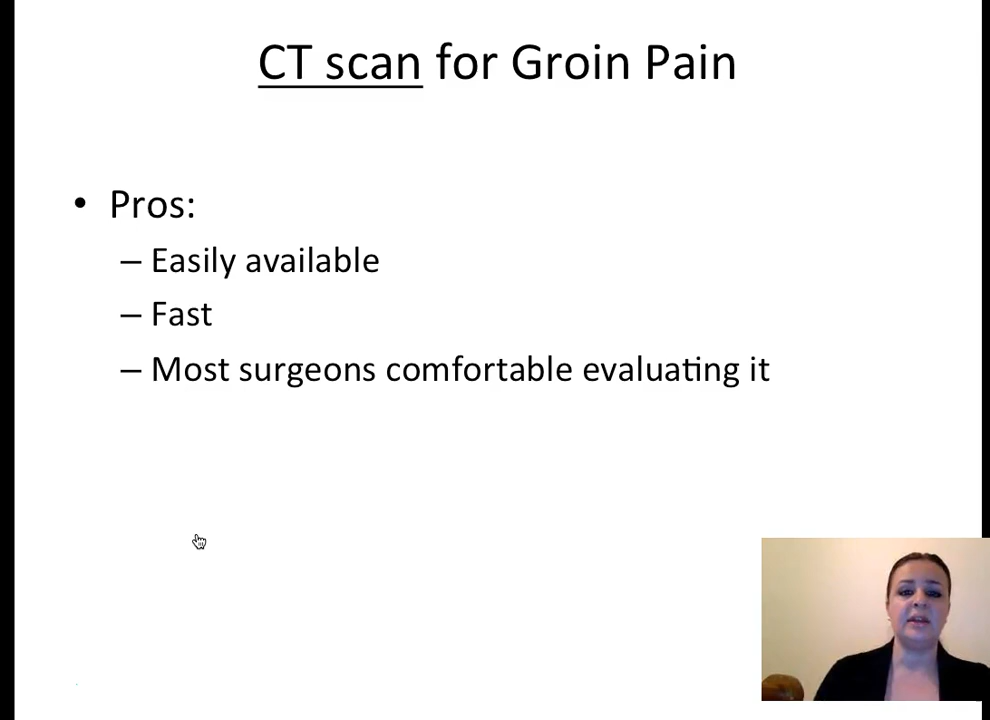 CT scan for Groin Pain
• Pros:
– Easily available
– Fast
– Most surgeons comfortable evaluating it